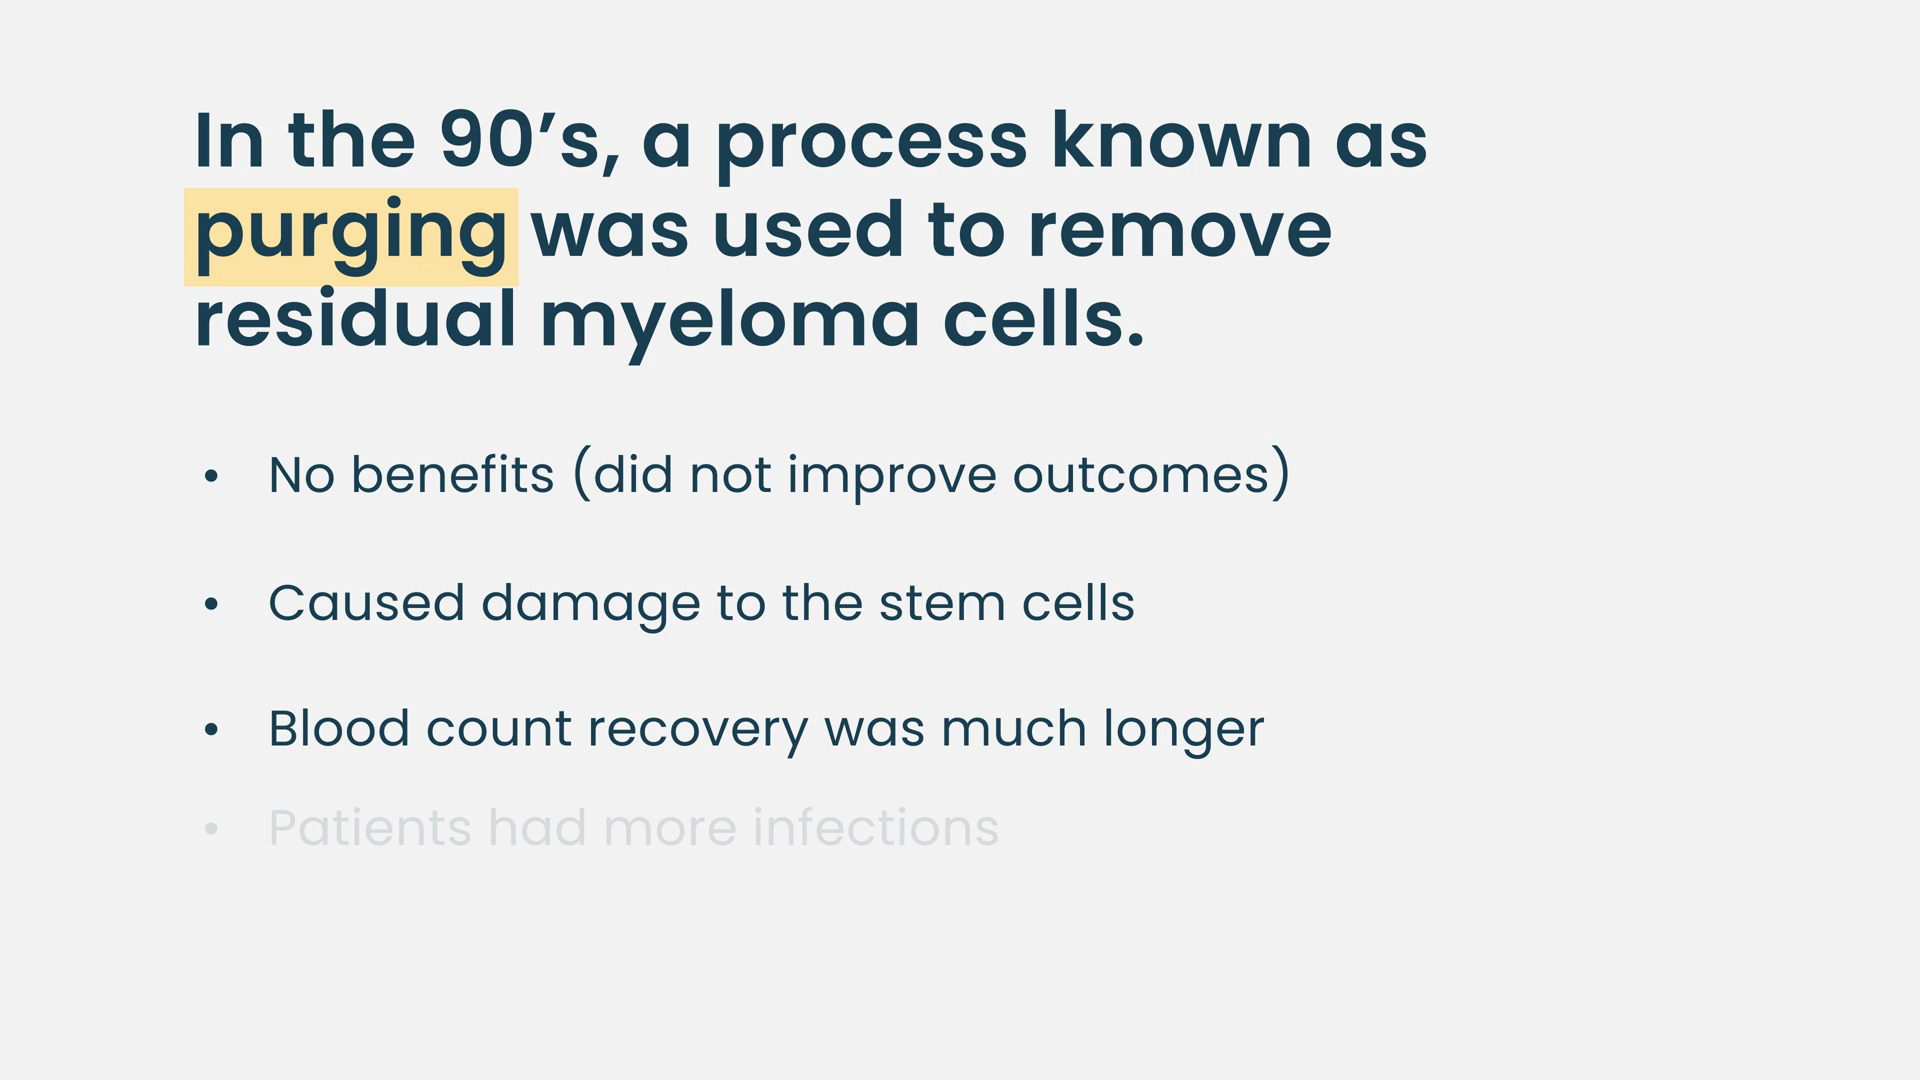 In the 90’s, a process known as
purging was used to remove
residual myeloma cells.
• No benefits (did not improve outcomes)
• Caused damage to the stem cells
• Blood count recovery was much longer
• Patients had more infections